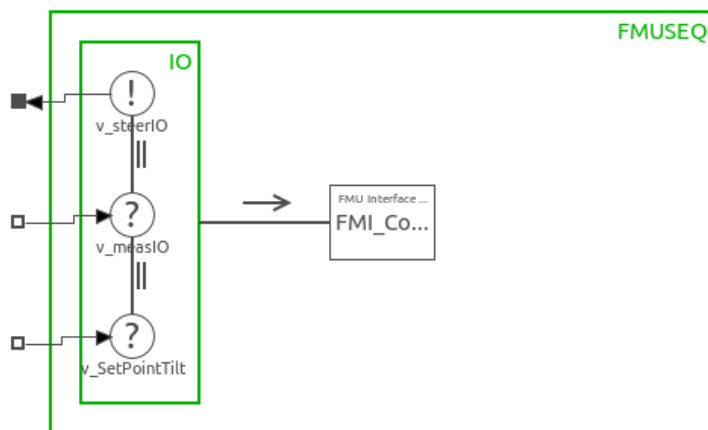 FMUSEQ
IO
!
v_steerIO
||
?
v_measIO
||
?
v_SetPointTilt
FMU Interface ...
FMI_Co...